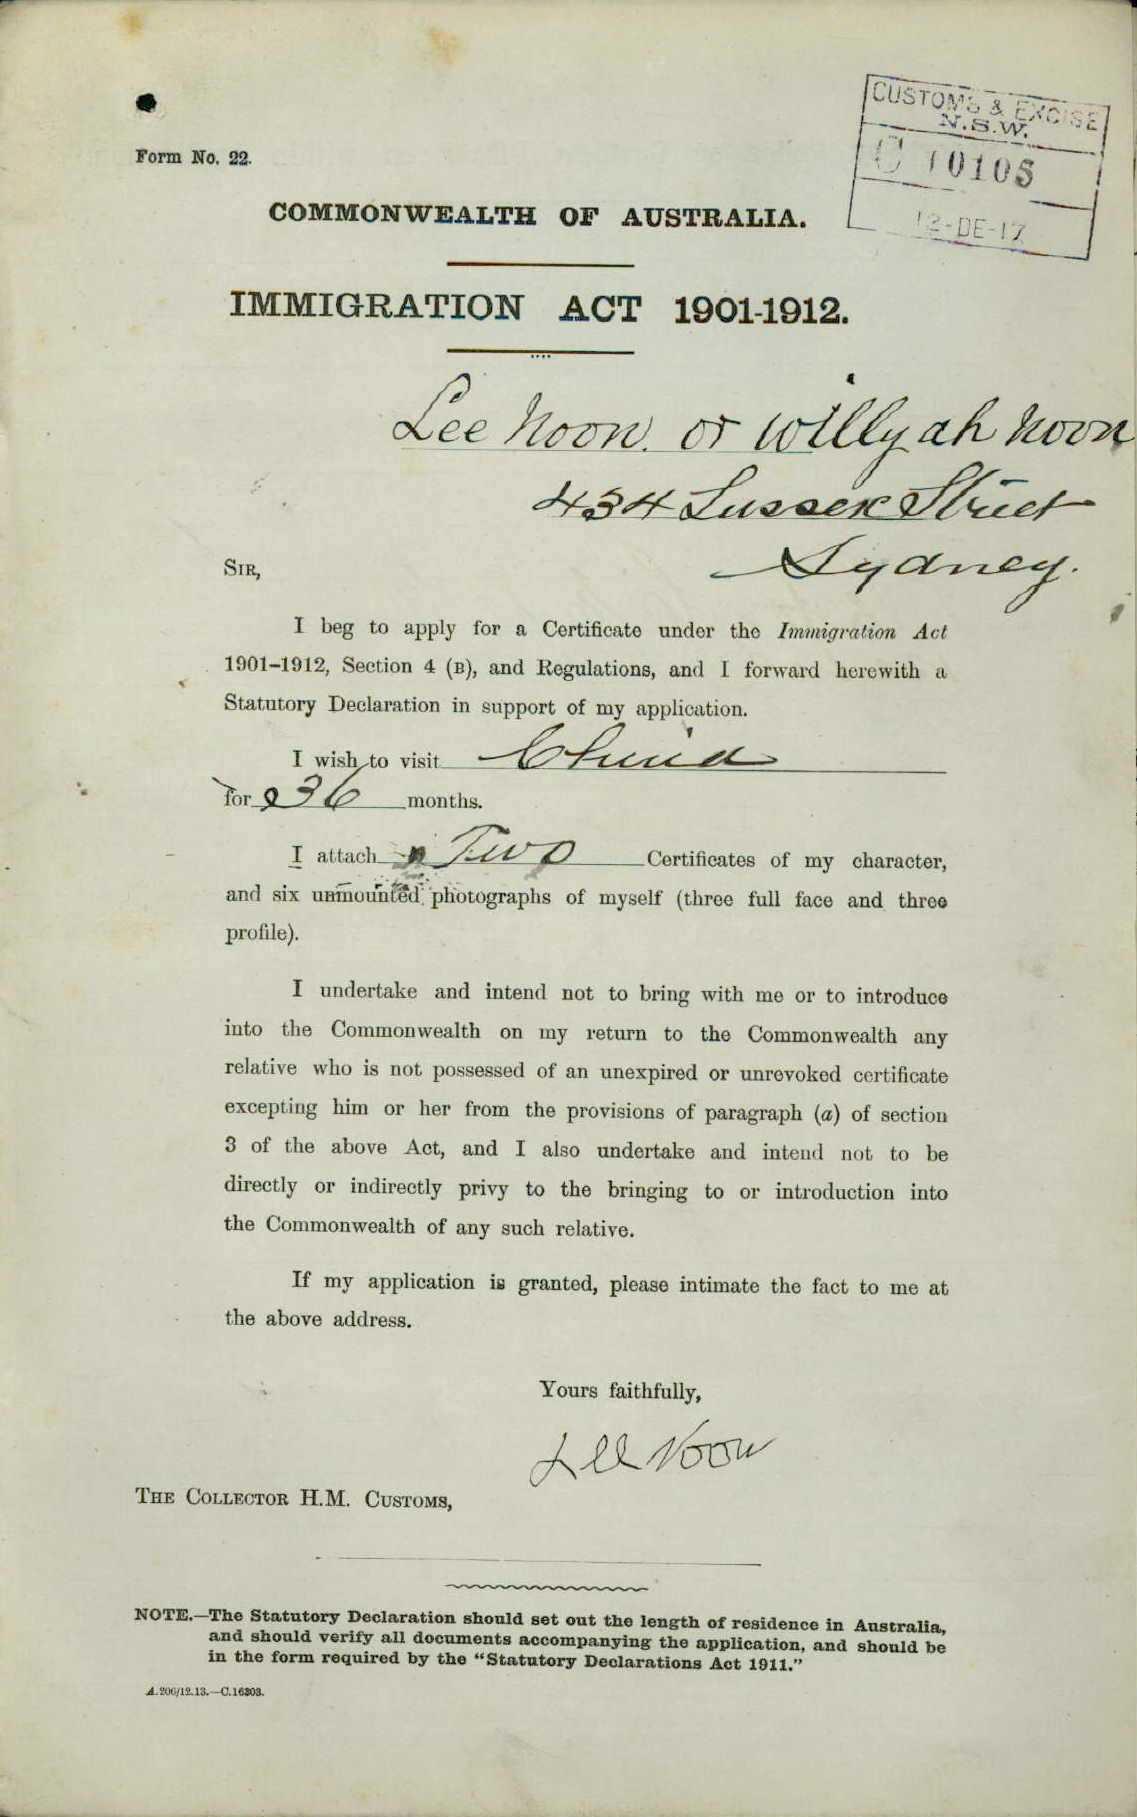 Form No. 22.
CUSTOMS & EXCISE
N.S.W.
C 10105
12-DE-17
COMMONWEALTH OF AUSTRALIA.
IMMIGRATION ACT 1901-1912.
Lee Noon. or Willy ah Noon
434 Sussex Street
Sydney.
SIR,
I beg to apply for a Certificate under the Immigration Act
1901–1912, Section 4 (B), and Regulations, and I forward herewith a
Statutory Declaration in support of my application.
I wish to visit China
for 36 months.
I attach Two Certificates of my character,
and six unmounted photographs of myself (three full face and three
profile).
I undertake and intend not to bring with me or to introduce
into the Commonwealth on my return to the Commonwealth any
relative who is not possessed of an unexpired or unrevoked certificate
excepting him or her from the provisions of paragraph (a) of section
3 of the above Act, and I also undertake and intend not to be
directly or indirectly privy to the bringing to or introduction into
the Commonwealth of any such relative.
If my application is granted, please intimate the fact to me at
the above address.
Yours faithfully,
Lee Noon
THE COLLECTOR H.M. CUSTOMS,
NOTE.—The Statutory Declaration should set out the length of residence in Australia,
and should verify all documents accompanying the application, and should be
in the form required by the “Statutory Declarations Act 1911.”
A.206/12.13.—C.16303.